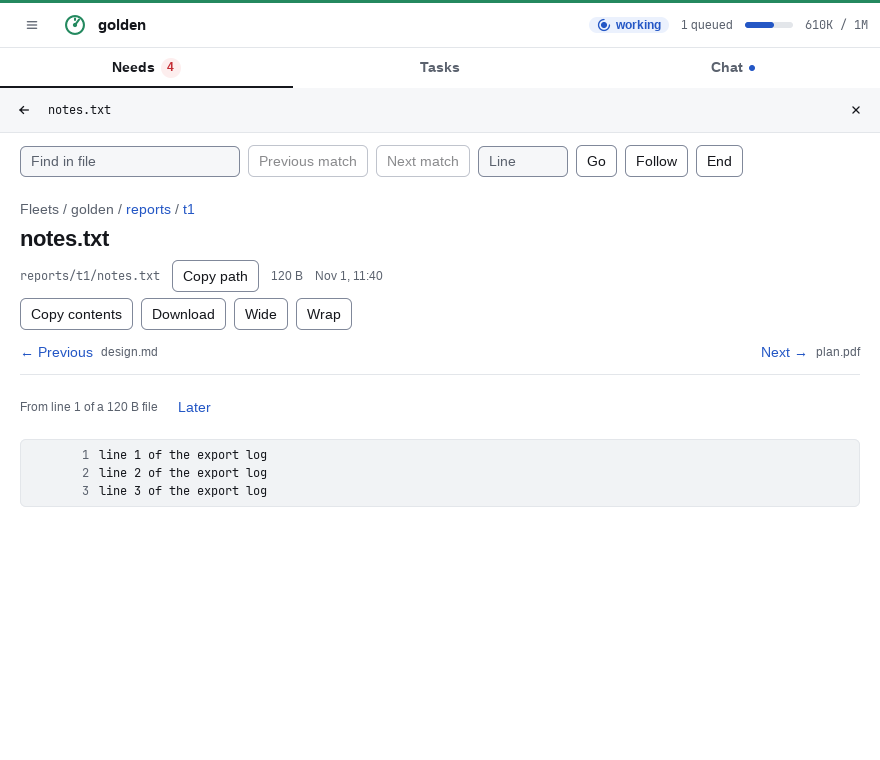 golden
working
1 queued
610K / 1M
Needs 4
Tasks
Chat
notes.txt
Find in file
Previous match
Next match
Line
Go
Follow
End
Fleets / golden / reports / t1
notes.txt
reports/t1/notes.txt
Copy path
120 B
Nov 1, 11:40
Copy contents
Download
Wide
Wrap
← Previous design.md
Next → plan.pdf
From line 1 of a 120 B file
Later
1 line 1 of the export log
2 line 2 of the export log
3 line 3 of the export log